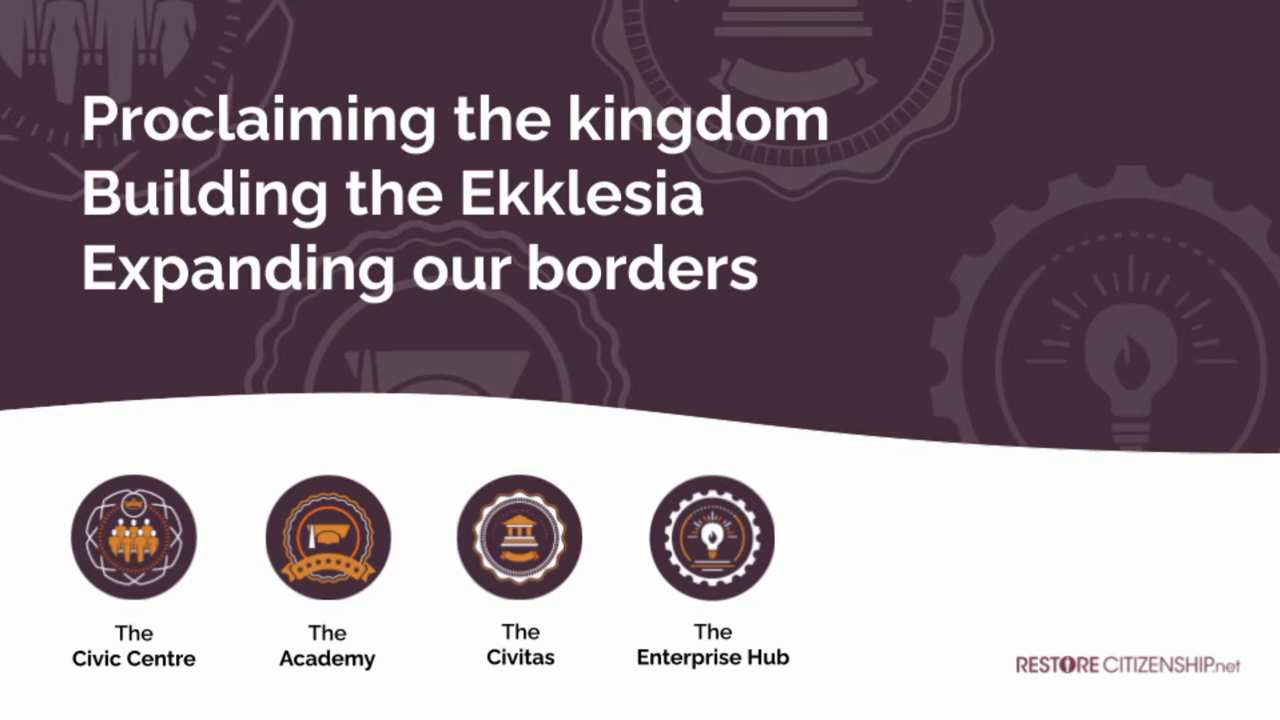 Proclaiming the kingdom
Building the Ekklesia
Expanding our borders
The
Civic Centre
The
Academy
The
Civitas
The
Enterprise Hub
RESTORE CITIZENSHIP.net